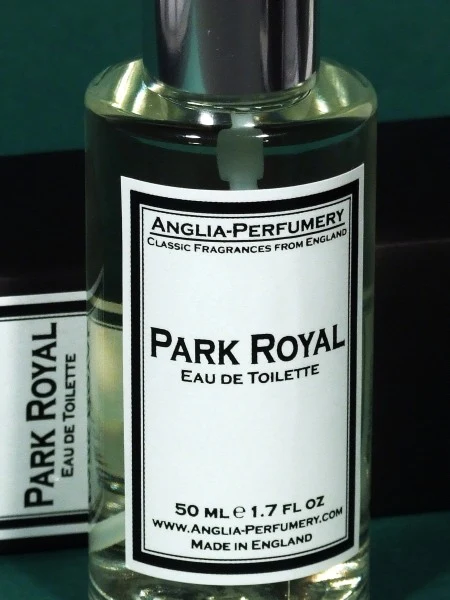 ANGLIA-PERFUMERY
CLASSIC FRAGRANCES FROM ENGLAND
PARK ROYAL
EAU DE TOILETTE
50 ML ℮ 1.7 FL OZ
WWW.ANGLIA-PERFUMERY.COM
MADE IN ENGLAND
PARK ROYAL
EAU DE TOILETTE